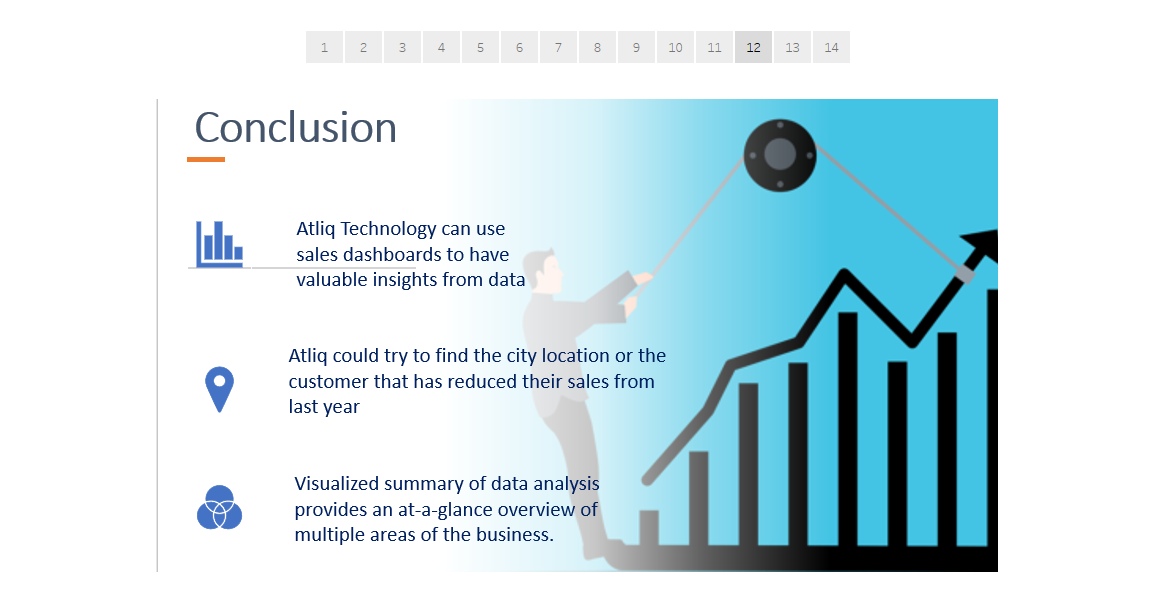 1 2 3 4 5 6 7 8 9 10 11 12 13 14
Conclusion
Atliq Technology can use
sales dashboards to have
valuable insights from data
Atliq could try to find the city location or the
customer that has reduced their sales from
last year
Visualized summary of data analysis
provides an at-a-glance overview of
multiple areas of the business.